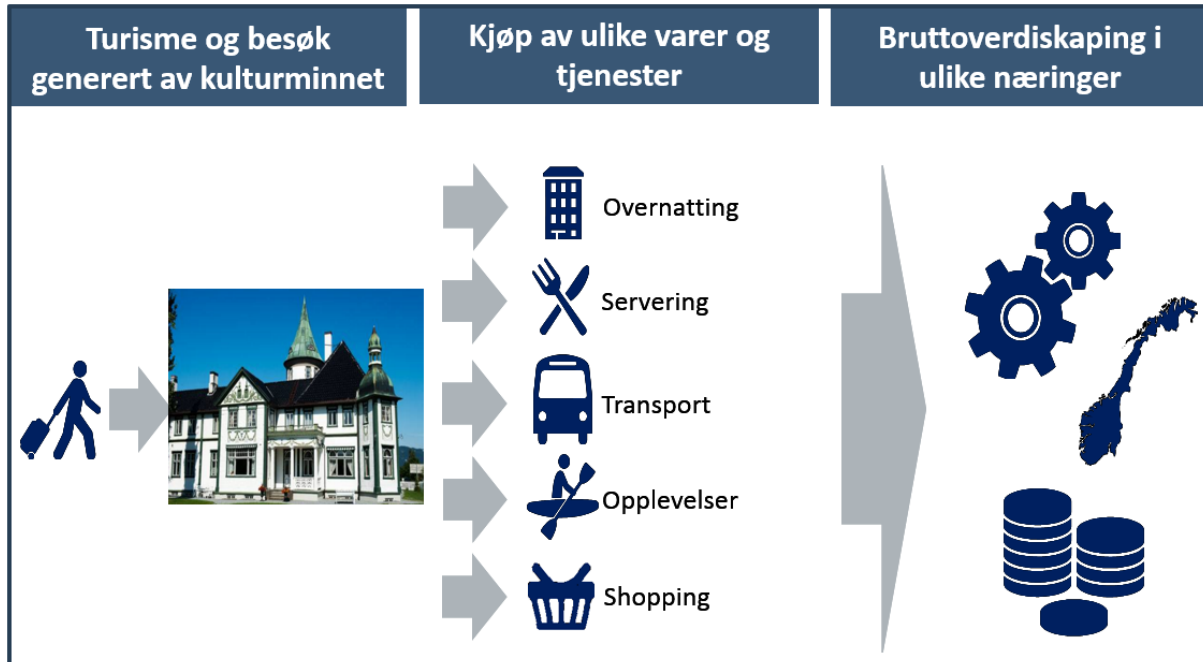 Turisme og besøk
generert av kulturminnet
Kjøp av ulike varer og
tjenester
Bruttoverdiskaping i
ulike næringer
Overnatting
Servering
Transport
Opplevelser
Shopping